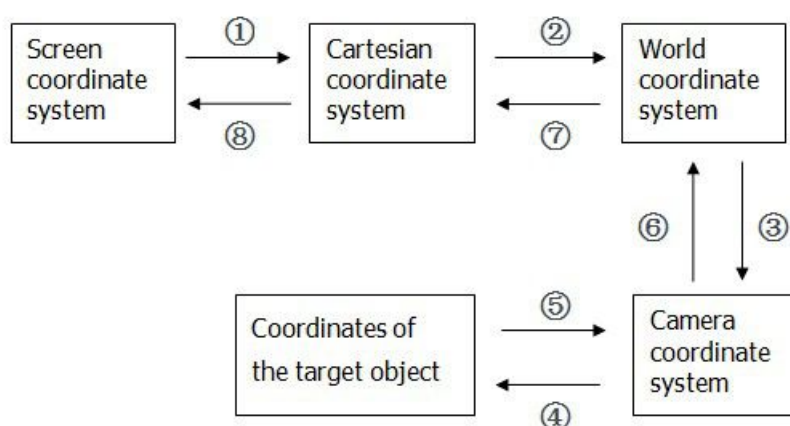 Screen
coordinate
system
①
⑧
Cartesian
coordinate
system
②
⑦
World
coordinate
system
⑥
③
Coordinates of
the target object
⑤
④
Camera
coordinate
system